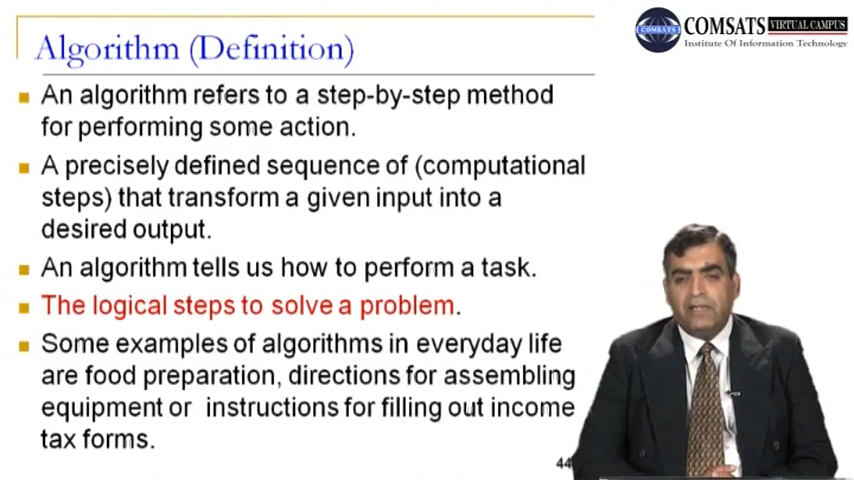 Algorithm (Definition)
COMSATS VIRTUAL CAMPUS
COMSATS
Institute Of Information Technology
An algorithm refers to a step-by-step method
for performing some action.
A precisely defined sequence of (computational
steps) that transform a given input into a
desired output.
An algorithm tells us how to perform a task.
The logical steps to solve a problem.
Some examples of algorithms in everyday life
are food preparation, directions for assembling
equipment or instructions for filling out income
tax forms.
44